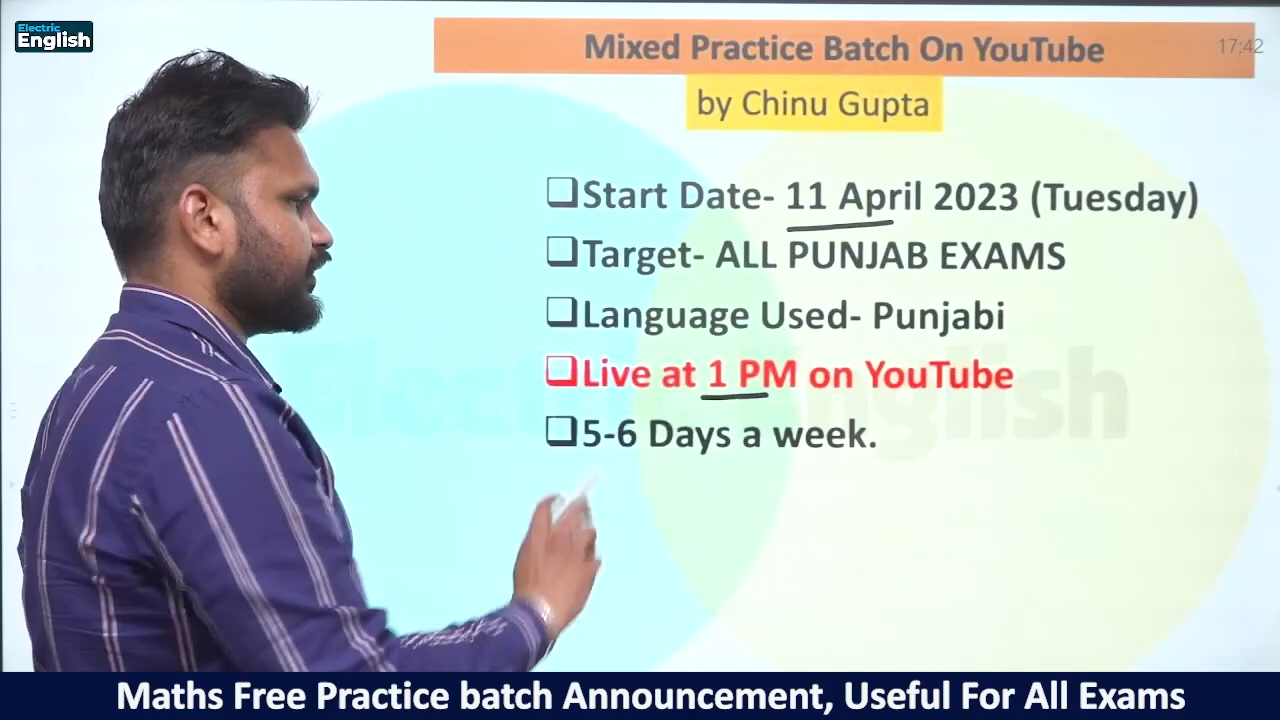 Electric
English
Mixed Practice Batch On YouTube
17:42
by Chinu Gupta
❑Start Date- 11 April 2023 (Tuesday)
❑Target- ALL PUNJAB EXAMS
❑Language Used- Punjabi
❑Live at 1 PM on YouTube
❑5-6 Days a week.
Electric English
Maths Free Practice batch Announcement, Useful For All Exams